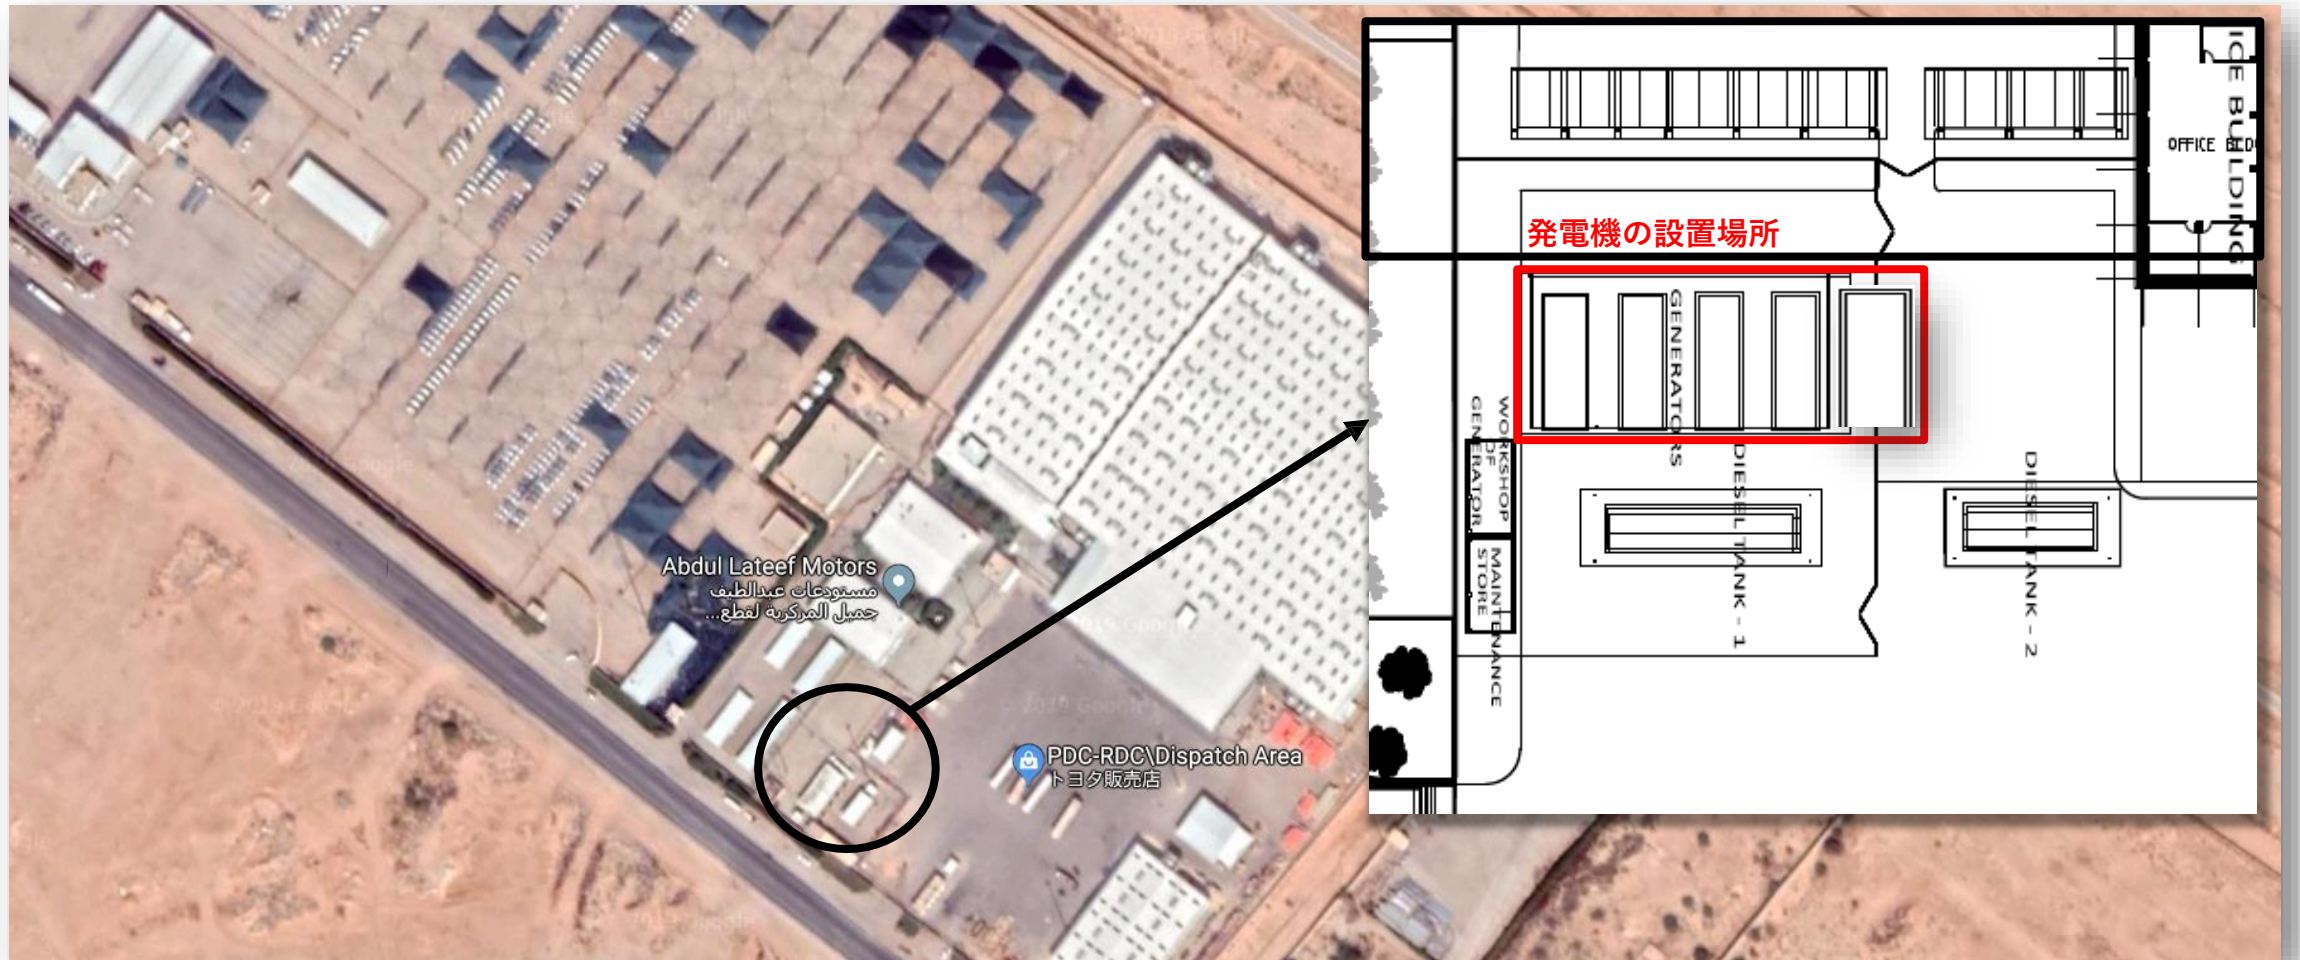 発電機の設置場所
ICE BUILDING
OFFICE BLD
GENERATORS
WORKSHOP
OF
GENERATOR
MAINTENANCE
STORE
DIESEL TANK - 1
DIESEL TANK - 2
Abdul Lateef Motors
مستودعات عبدالطيف
جميل المركزية لقطع...
PDC-RDC\Dispatch Area
トヨタ販売店